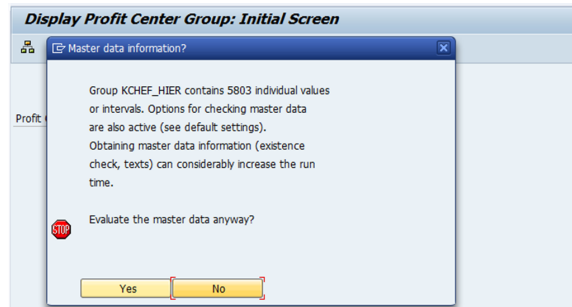 Display Profit Center Group: Initial Screen
Master data information?
Profit
Group KCHEF_HIER contains 5803 individual values
or intervals. Options for checking master data
are also active (see default settings).
Obtaining master data information (existence
check, texts) can considerably increase the run
time.
STOP
Evaluate the master data anyway?
Yes
No